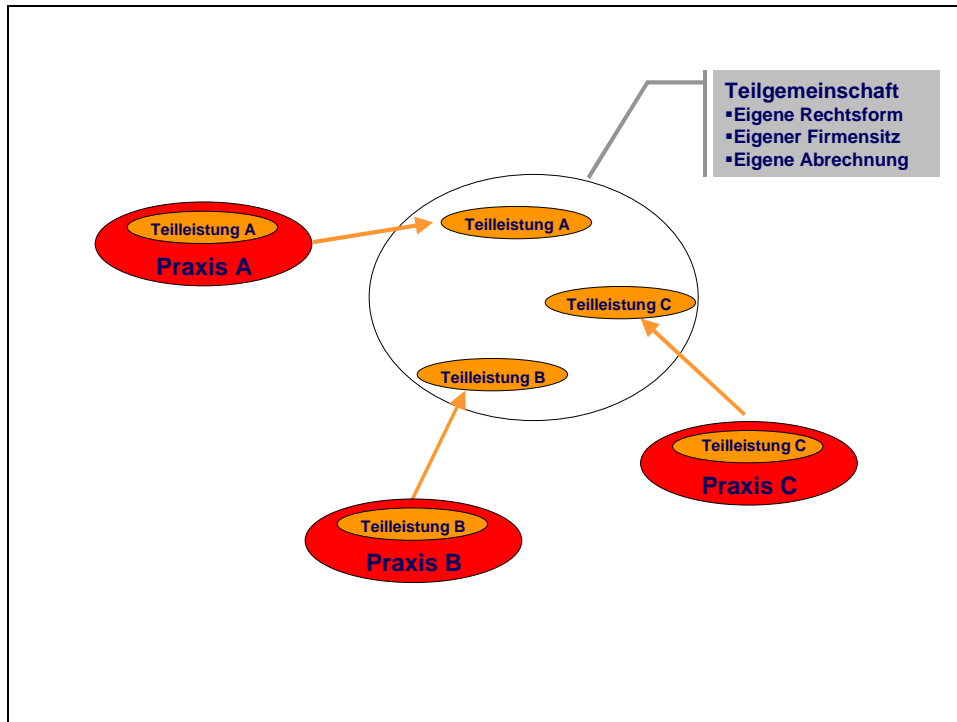 Teilgemeinschaft
▪Eigene Rechtsform
▪Eigener Firmensitz
▪Eigene Abrechnung
Teilleistung A
Praxis A
Teilleistung A
Teilleistung C
Teilleistung B
Teilleistung C
Praxis C
Teilleistung B
Praxis B